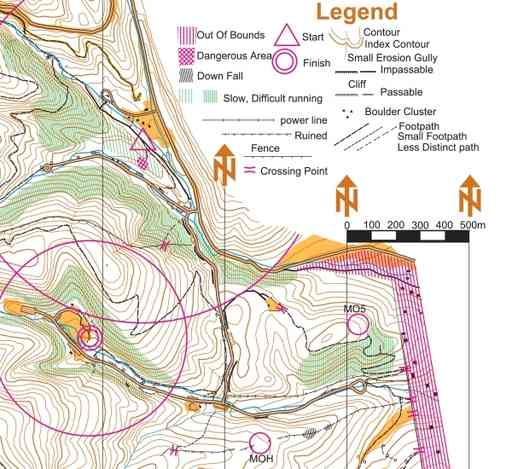 Legend
Out Of Bounds
Start
Contour
Index Contour
Dangerous Area
Finish
Small Erosion Gully
Impassable
Down Fall
Cliff
Passable
Slow, Difficult running
Boulder Cluster
power line
Footpath
Ruined
Small Footpath
Fence
Less Distinct path
Crossing Point
N N N
0 100 200 300 400 500m
MO5
MOH